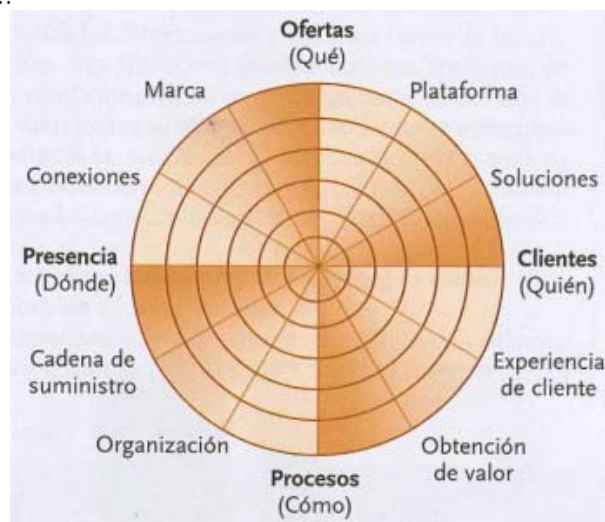 Ofertas
(Qué)
Marca
Plataforma
Conexiones
Soluciones
Presencia
(Dónde)
Clientes
(Quién)
Cadena de
suministro
Experiencia
de cliente
Organización
Obtención
de valor
Procesos
(Cómo)